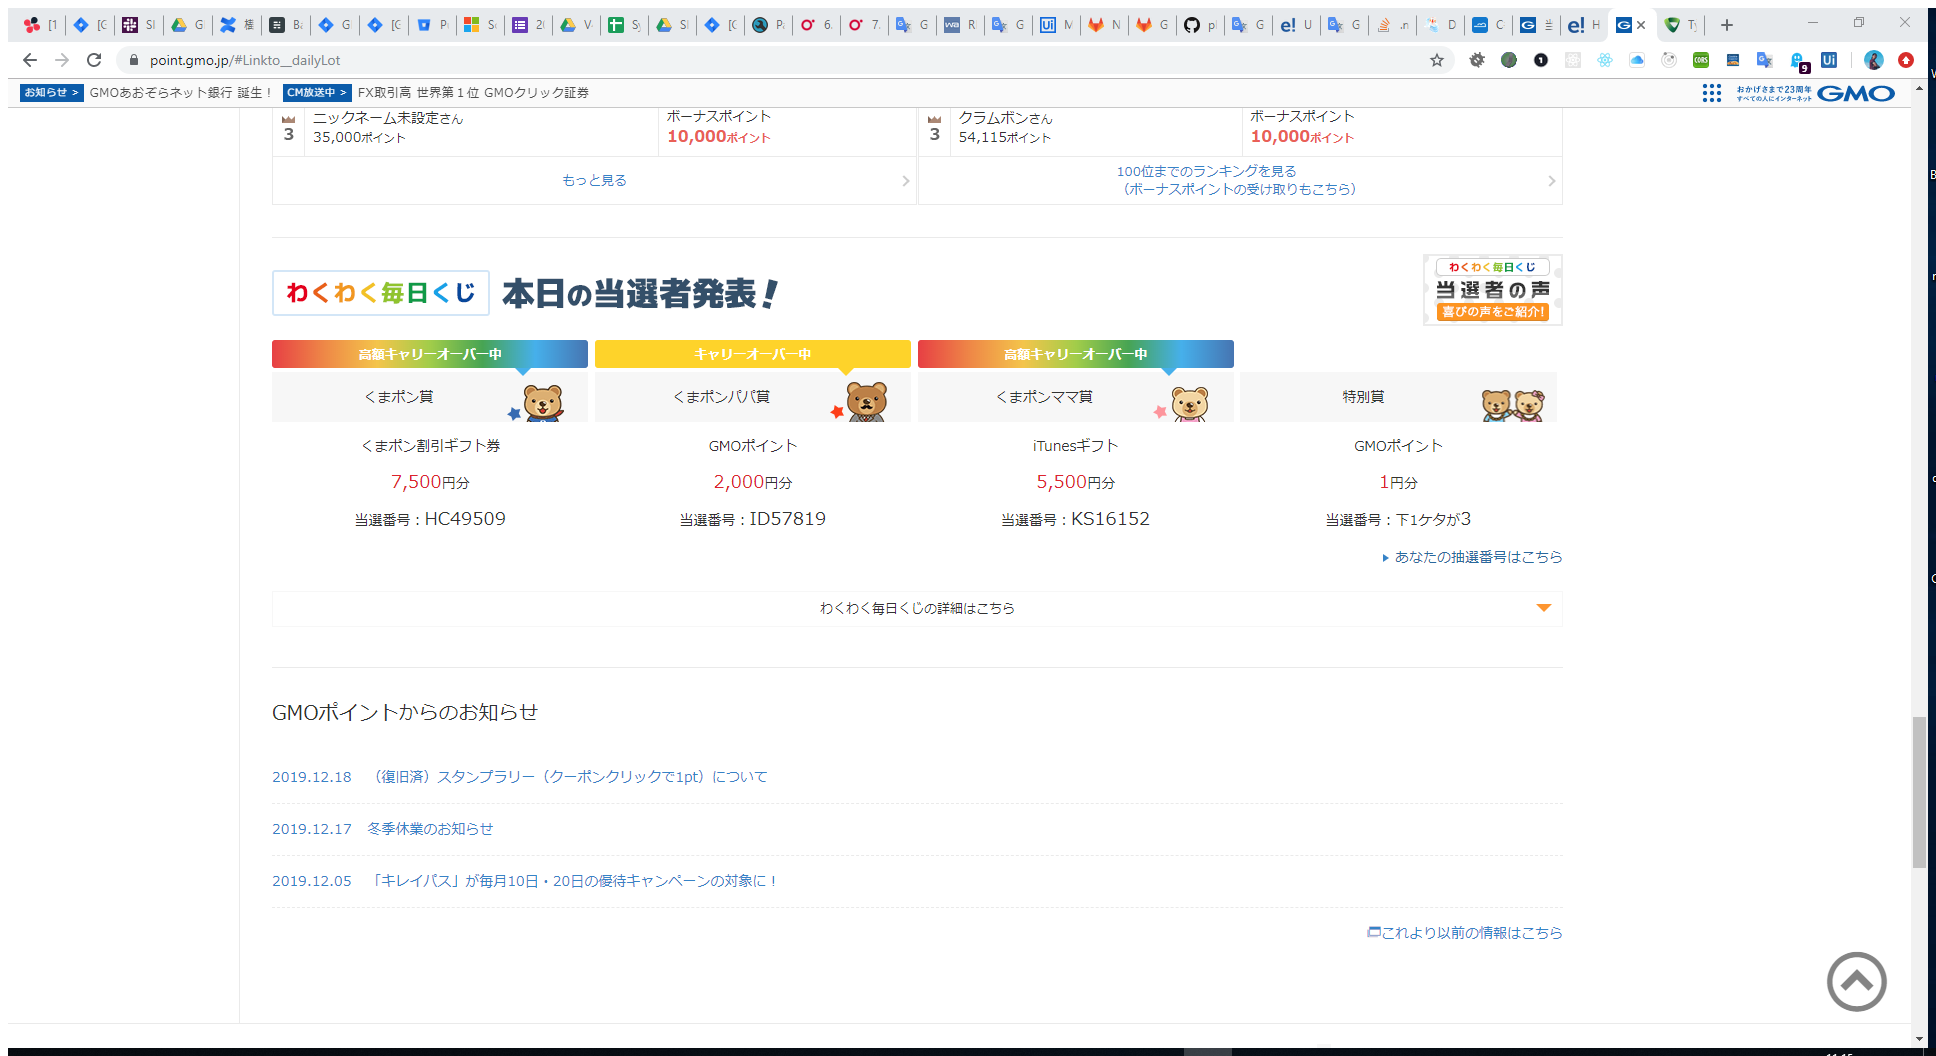 point.gmo.jp/#Linkto__dailyLot
お知らせ > GMOあおぞらネット銀行 誕生! CM放送中 > FX取引高 世界第１位 GMOクリック証券
おかげさまで23周年
すべての人にインターネット
GMO
3 ニックネーム未設定さん
35,000ポイント
ボーナスポイント
10,000ポイント
3 クラムボンさん
54,115ポイント
ボーナスポイント
10,000ポイント
もっと見る
100位までのランキングを見る
（ボーナスポイントの受け取りもこちら）
わくわく毎日くじ 本日の当選者発表！
わくわく毎日くじ
当選者の声
喜びの声をご紹介!
高額キャリーオーバー中
くまポン賞
くまポン割引ギフト券
7,500円分
当選番号：HC49509
キャリーオーバー中
くまポンパパ賞
GMOポイント
2,000円分
当選番号：ID57819
高額キャリーオーバー中
くまポンママ賞
iTunesギフト
5,500円分
当選番号：KS16152
特別賞
GMOポイント
1円分
当選番号：下1ケタが3
あなたの抽選番号はこちら
わくわく毎日くじの詳細はこちら
GMOポイントからのお知らせ
2019.12.18 （復旧済）スタンプラリー（クーポンクリックで1pt）について
2019.12.17 冬季休業のお知らせ
2019.12.05 「キレイパス」が毎月10日・20日の優待キャンペーンの対象に！
これより以前の情報はこちら